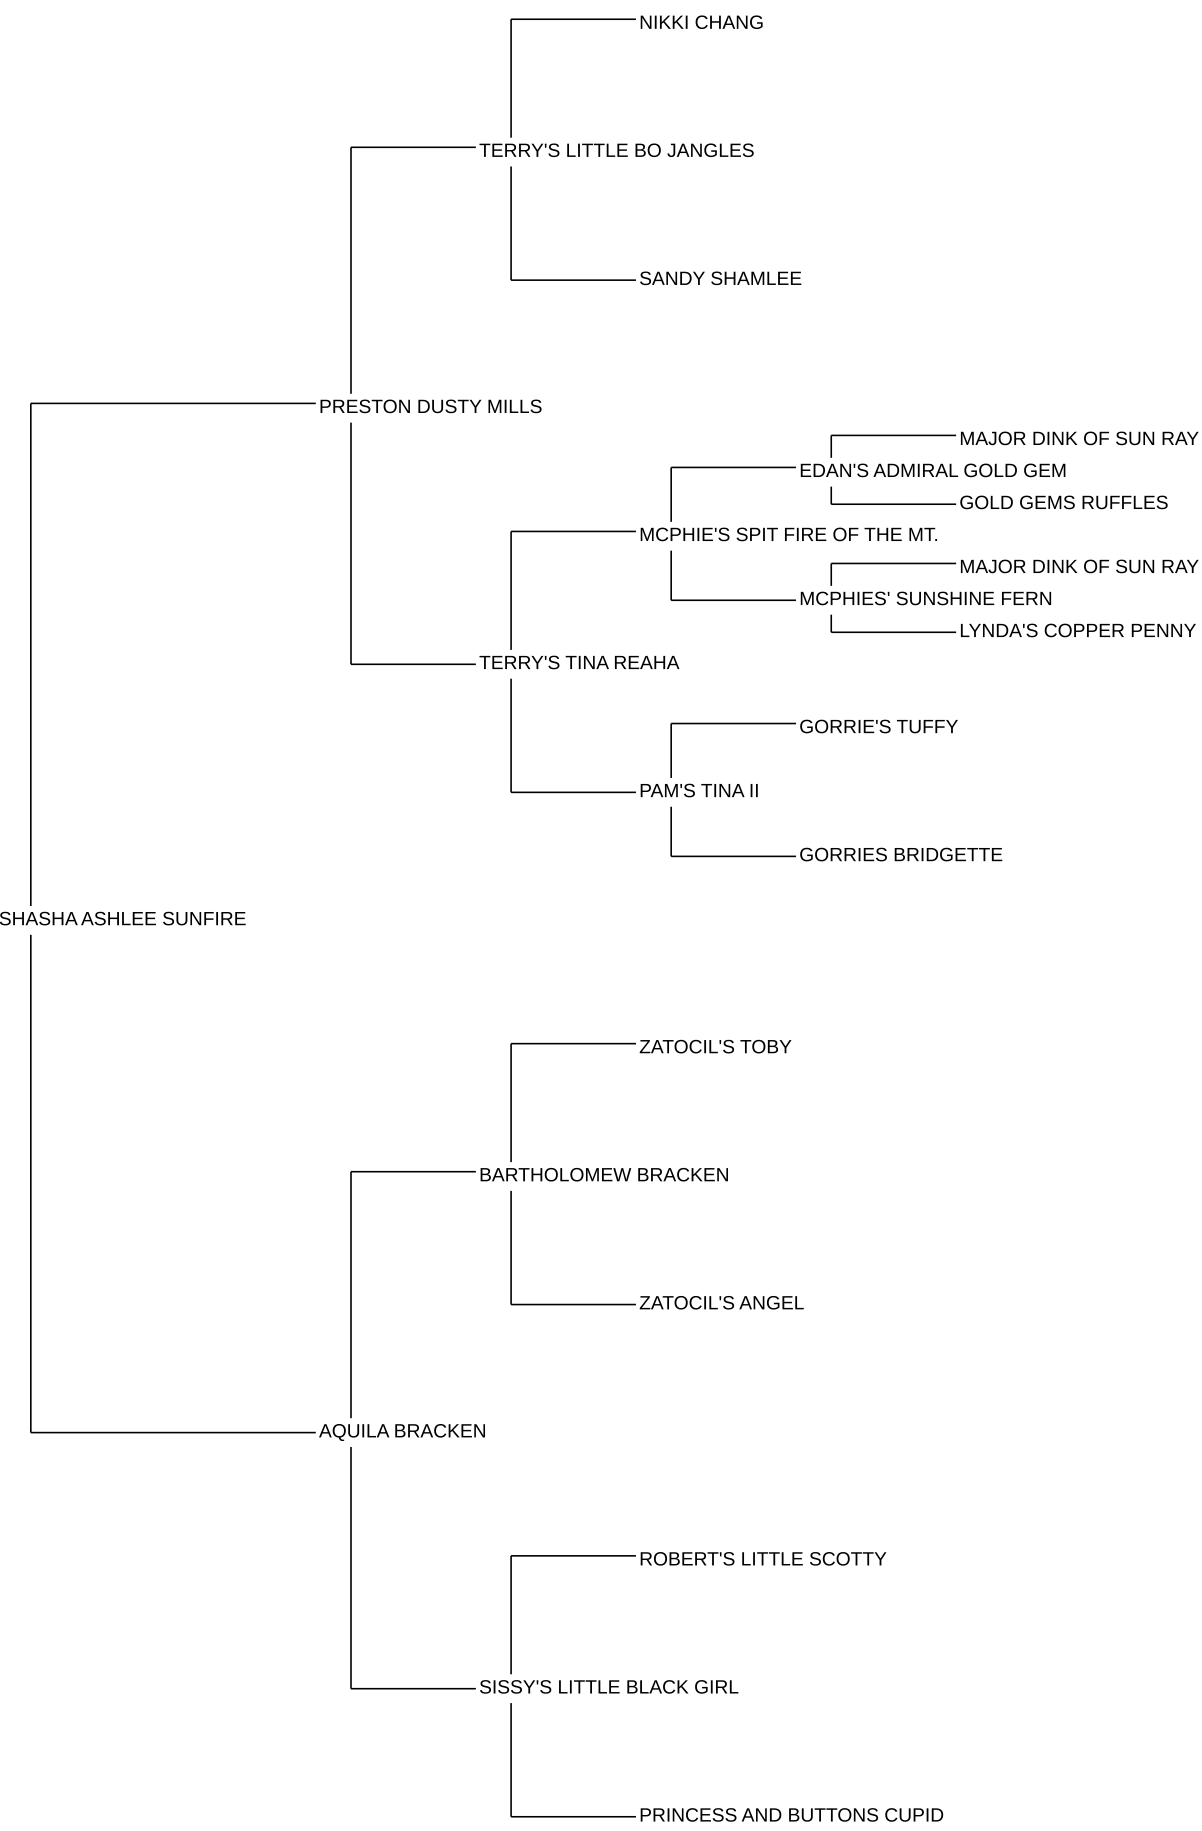 NIKKI CHANG
TERRY'S LITTLE BO JANGLES
SANDY SHAMLEE
PRESTON DUSTY MILLS
MAJOR DINK OF SUN RAY
EDAN'S ADMIRAL GOLD GEM
GOLD GEMS RUFFLES
MCPHIE'S SPIT FIRE OF THE MT.
MAJOR DINK OF SUN RAY
MCPHIES' SUNSHINE FERN
LYNDA'S COPPER PENNY
TERRY'S TINA REAHA
GORRIE'S TUFFY
PAM'S TINA II
GORRIES BRIDGETTE
SHASHA ASHLEE SUNFIRE
ZATOCIL'S TOBY
BARTHOLOMEW BRACKEN
ZATOCIL'S ANGEL
AQUILA BRACKEN
ROBERT'S LITTLE SCOTTY
SISSY'S LITTLE BLACK GIRL
PRINCESS AND BUTTONS CUPID